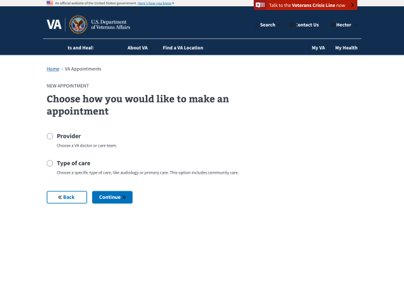 An official website of the United States government. Here's how you know
Talk to the Veterans Crisis Line now
VA
U.S. Department
of Veterans Affairs
Search
Contact Us
Hector
ts and Heal
About VA
Find a VA Location
My VA
My Health
Home
VA Appointments
NEW APPOINTMENT
Choose how you would like to make an
appointment
Provider
Choose a VA doctor or care team.
Type of care
Choose a specific type of care, like audiology or primary care. This option includes community care.
« Back
Continue